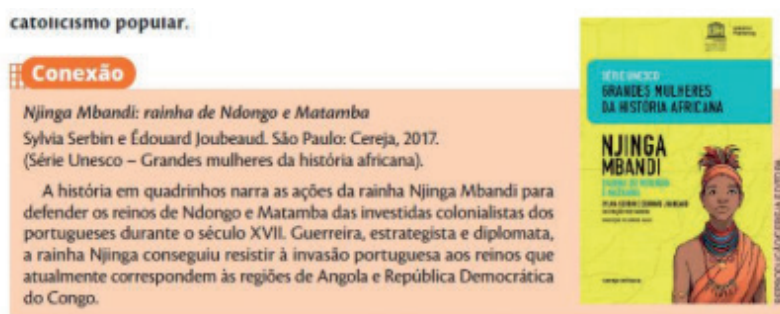 catolicismo popular.
Conexão
Njinga Mbandi: rainha de Ndongo e Matamba
Sylvia Serbin e Édouard Joubeaud. São Paulo: Cereja, 2017.
(Série Unesco – Grandes mulheres da história africana).
A história em quadrinhos narra as ações da rainha Njinga Mbandi para
defender os reinos de Ndongo e Matamba das investidas colonialistas dos
portugueses durante o século XVII. Guerreira, estrategista e diplomata,
a rainha Njinga conseguiu resistir à invasão portuguesa aos reinos que
atualmente correspondem às regiões de Angola e República Democrática
do Congo.
SÉRIE UNESCO
GRANDES MULHERES
DA HISTÓRIA AFRICANA
NJINGA
MBANDI